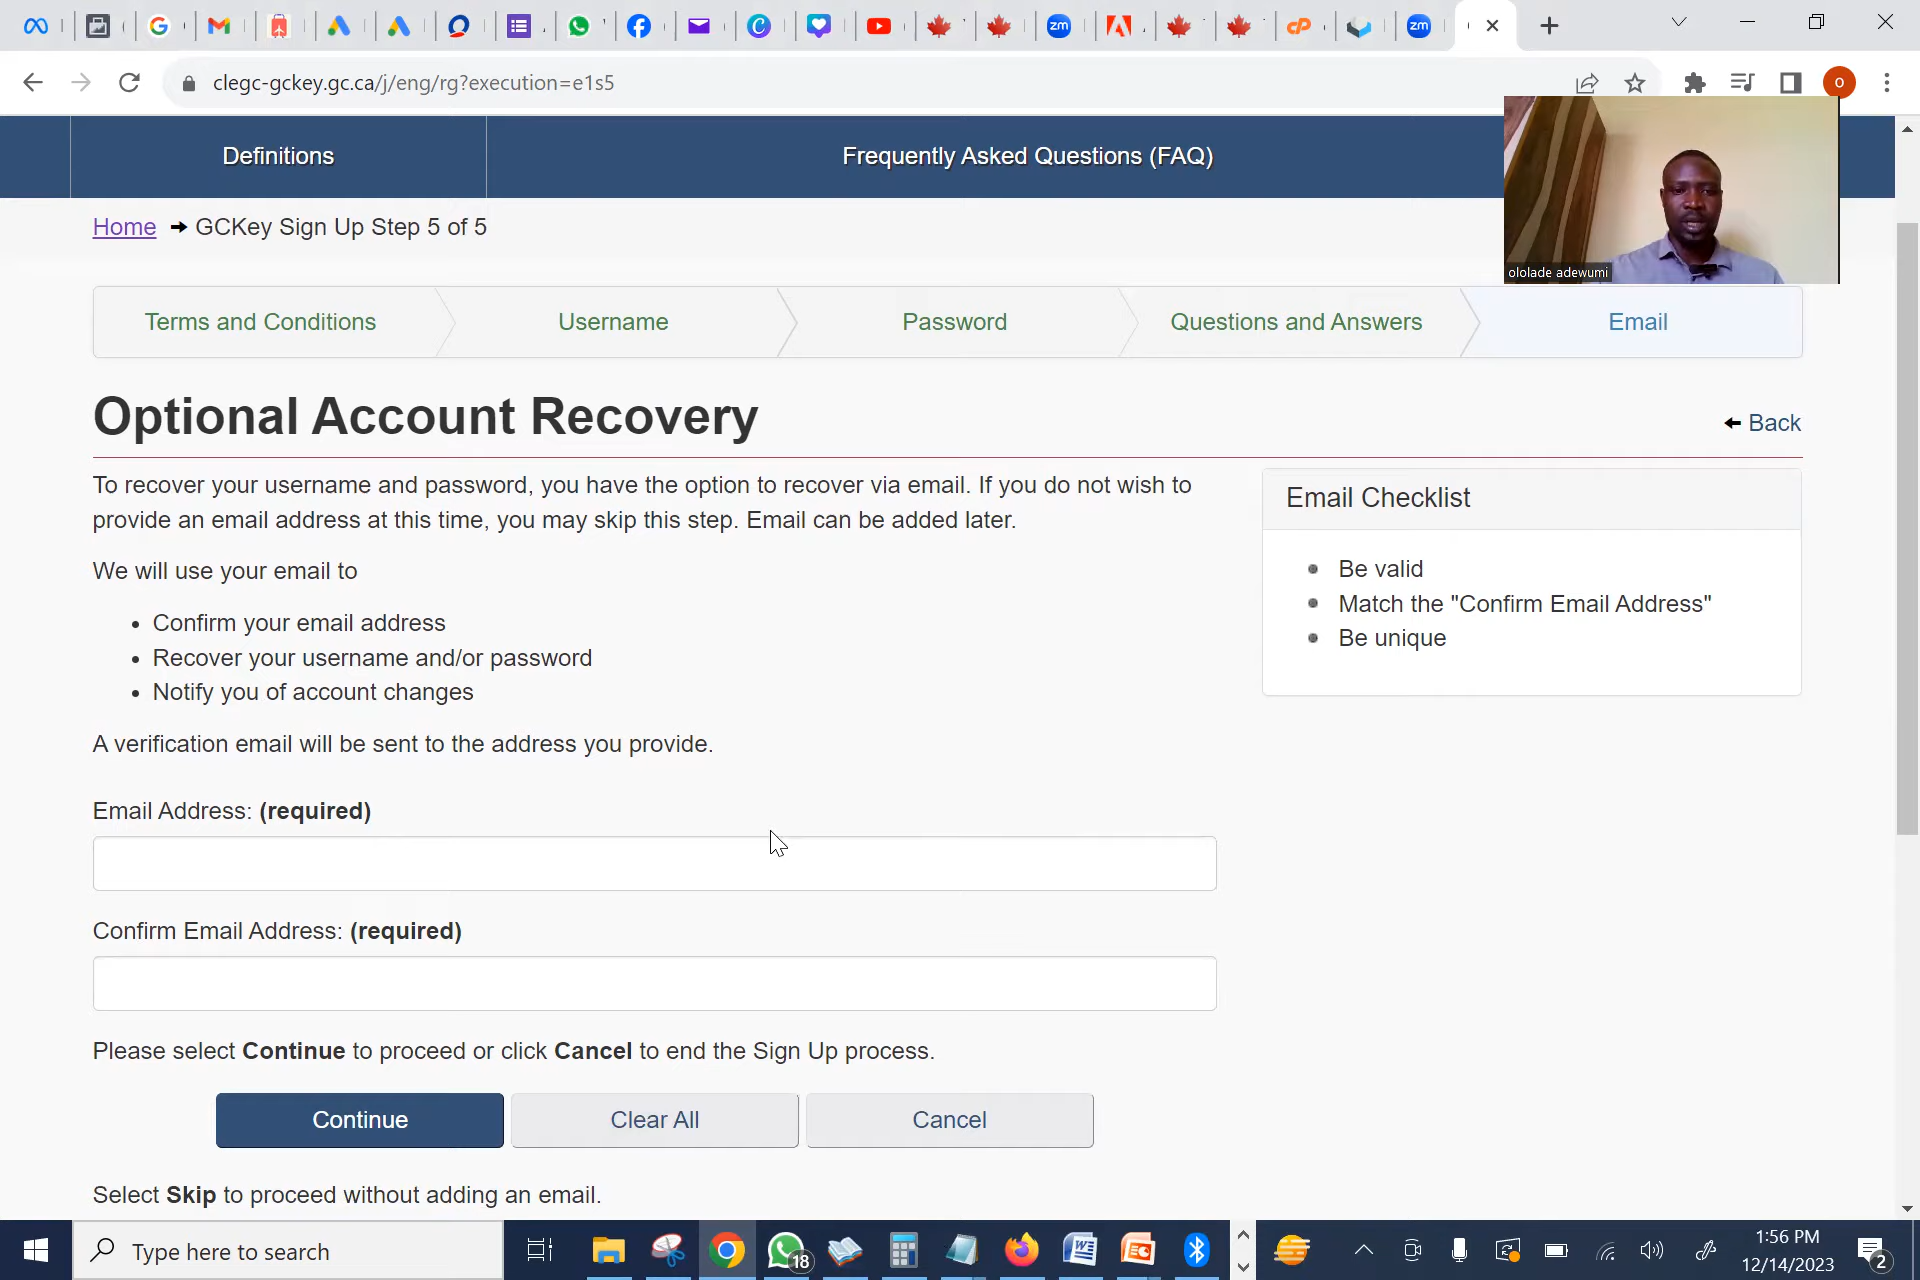 clegc-gckey.gc.ca/j/eng/rg?execution=e1s5
O
Definitions
Frequently Asked Questions (FAQ)
ololade adewumi
Home ➔ GCKey Sign Up Step 5 of 5
Terms and Conditions
Username
Password
Questions and Answers
Email
Optional Account Recovery
Back
To recover your username and password, you have the option to recover via email. If you do not wish to
provide an email address at this time, you may skip this step. Email can be added later.
We will use your email to
• Confirm your email address
• Recover your username and/or password
• Notify you of account changes
A verification email will be sent to the address you provide.
Email Checklist
• Be valid
• Match the "Confirm Email Address"
• Be unique
Email Address: (required)
Confirm Email Address: (required)
Please select Continue to proceed or click Cancel to end the Sign Up process.
Continue
Clear All
Cancel
Select Skip to proceed without adding an email.
Type here to search
18
1:56 PM
12/14/2023
2